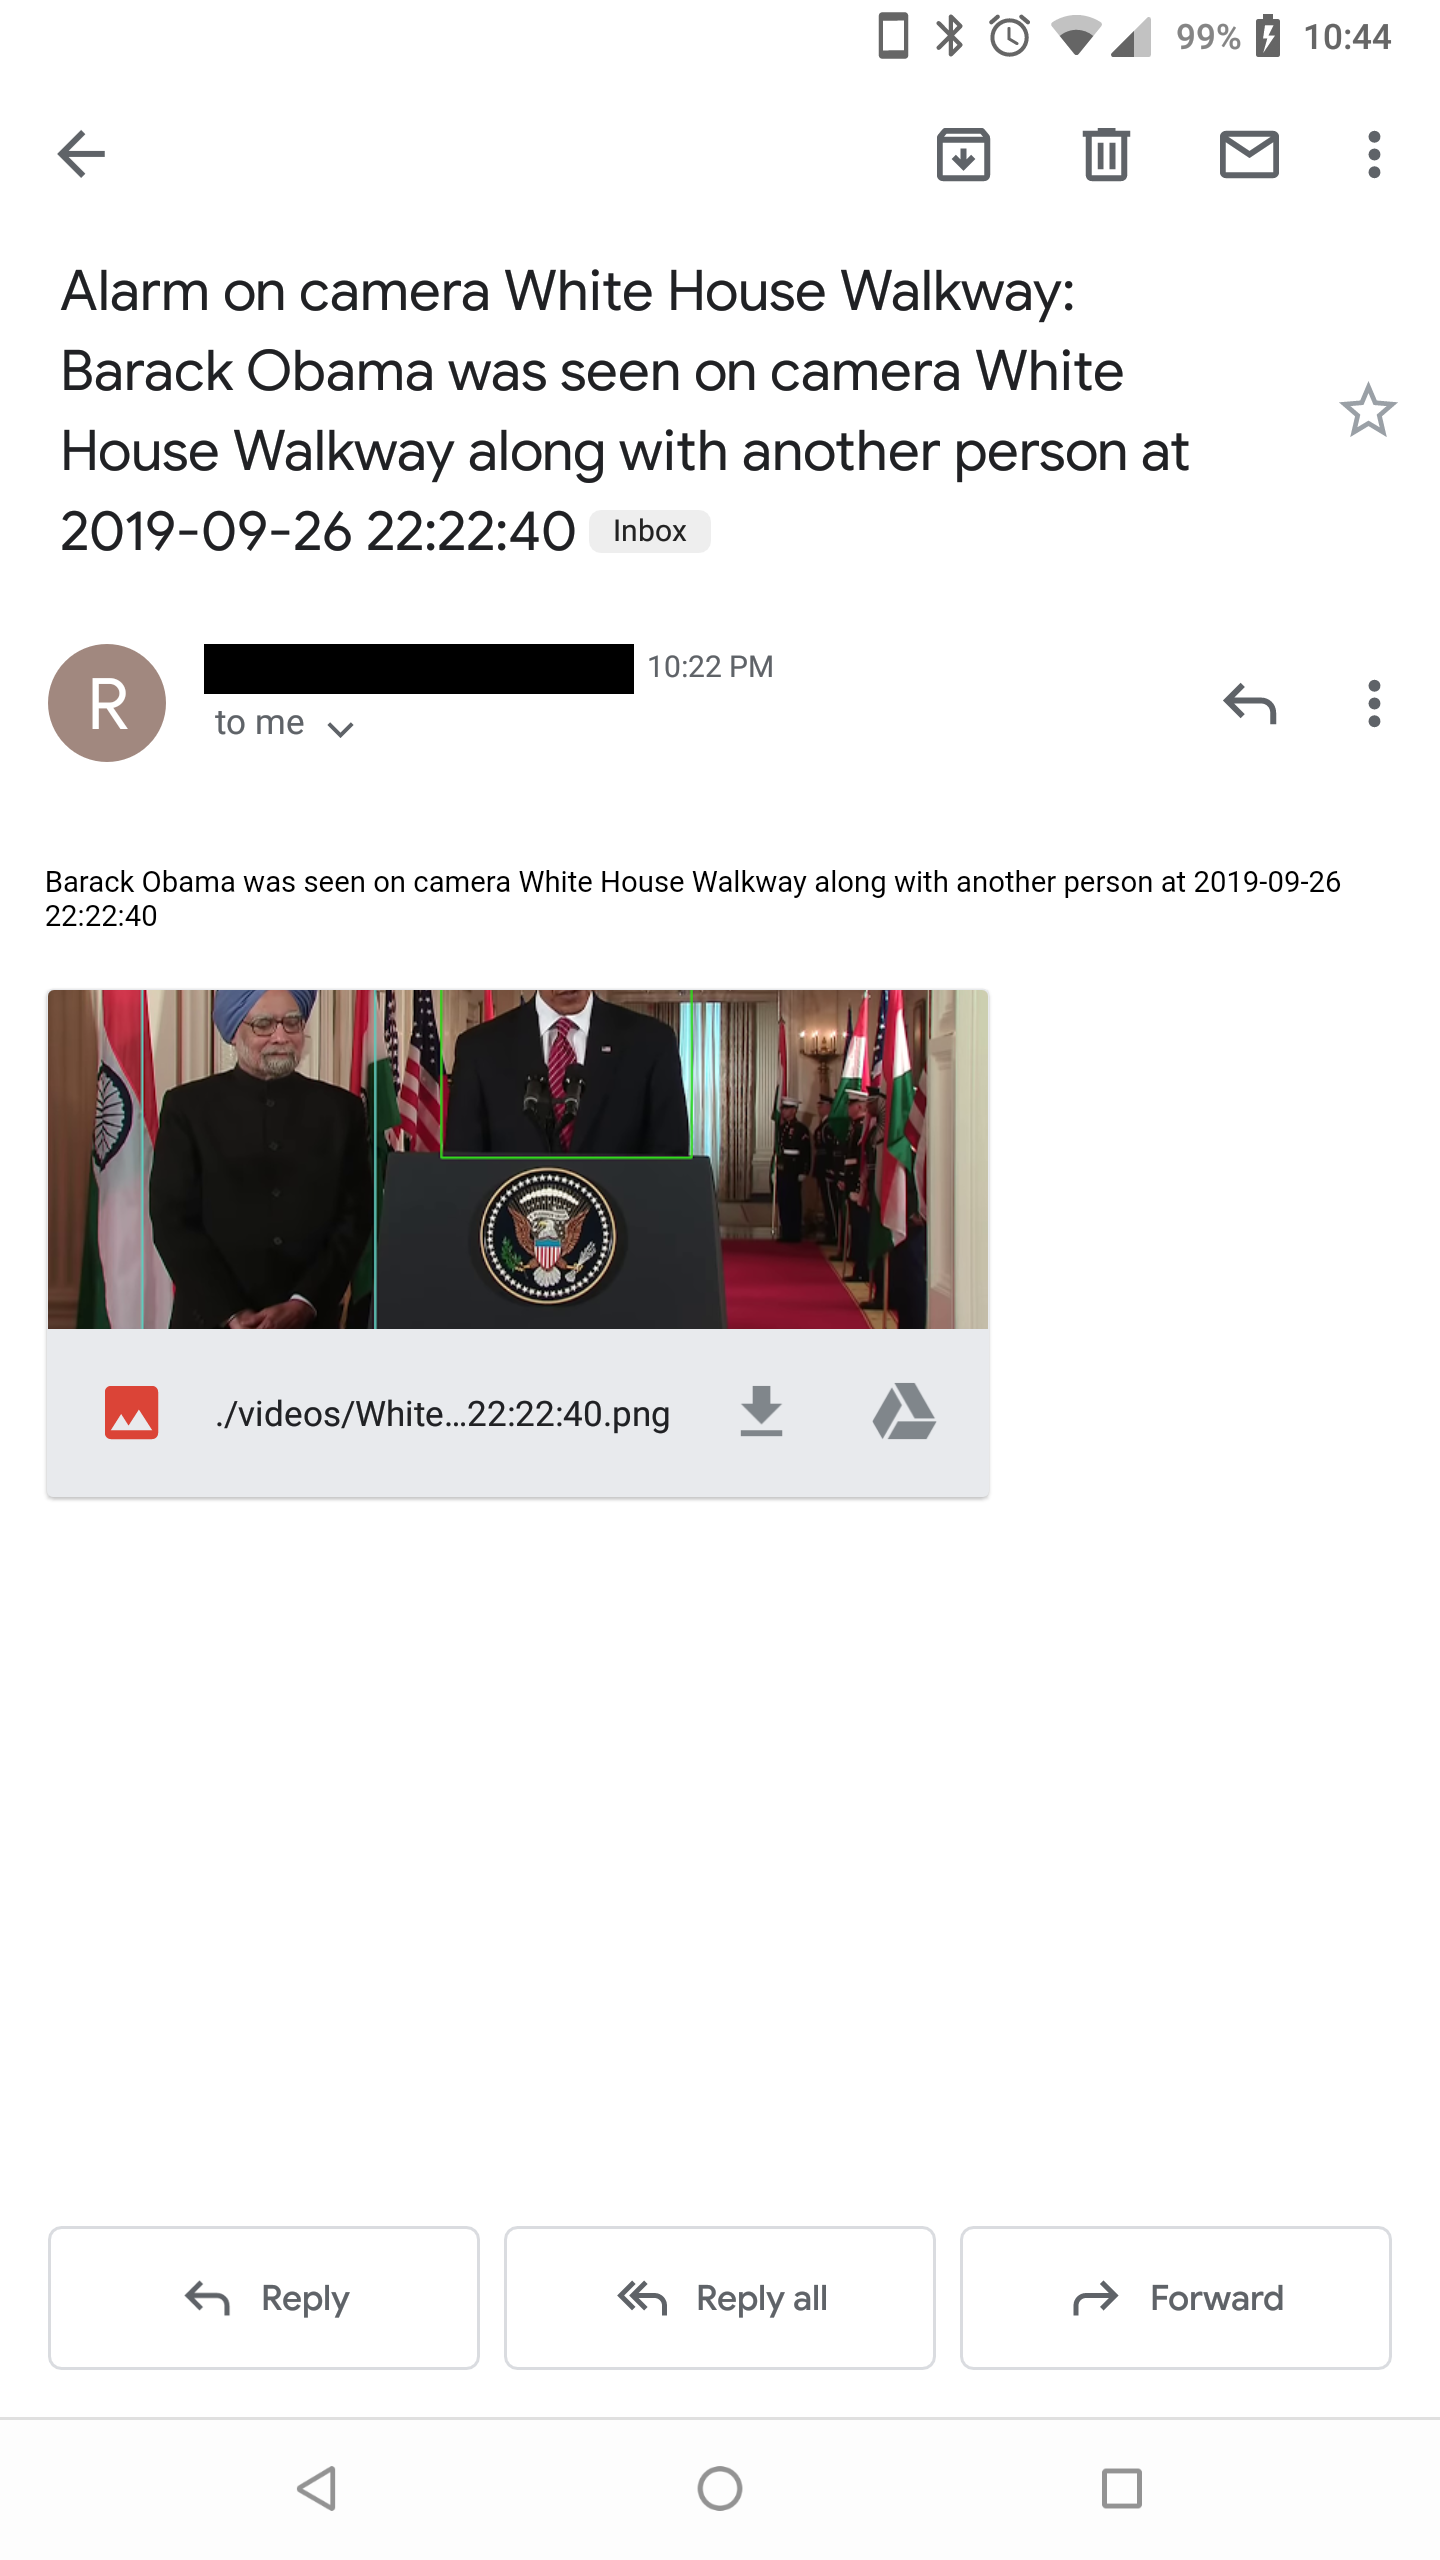 99% 10:44
Alarm on camera White House Walkway:
Barack Obama was seen on camera White
House Walkway along with another person at
2019-09-26 22:22:40 Inbox
R
10:22 PM
to me
Barack Obama was seen on camera White House Walkway along with another person at 2019-09-26
22:22:40
./videos/White...22:22:40.png
Reply Reply all Forward